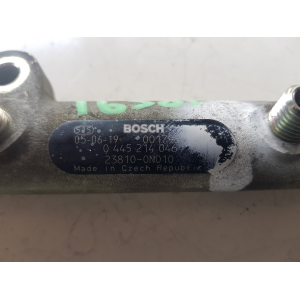 BOSCH
05-06-19
0 445 214 046
23810-0N010
Made in Czech Republic